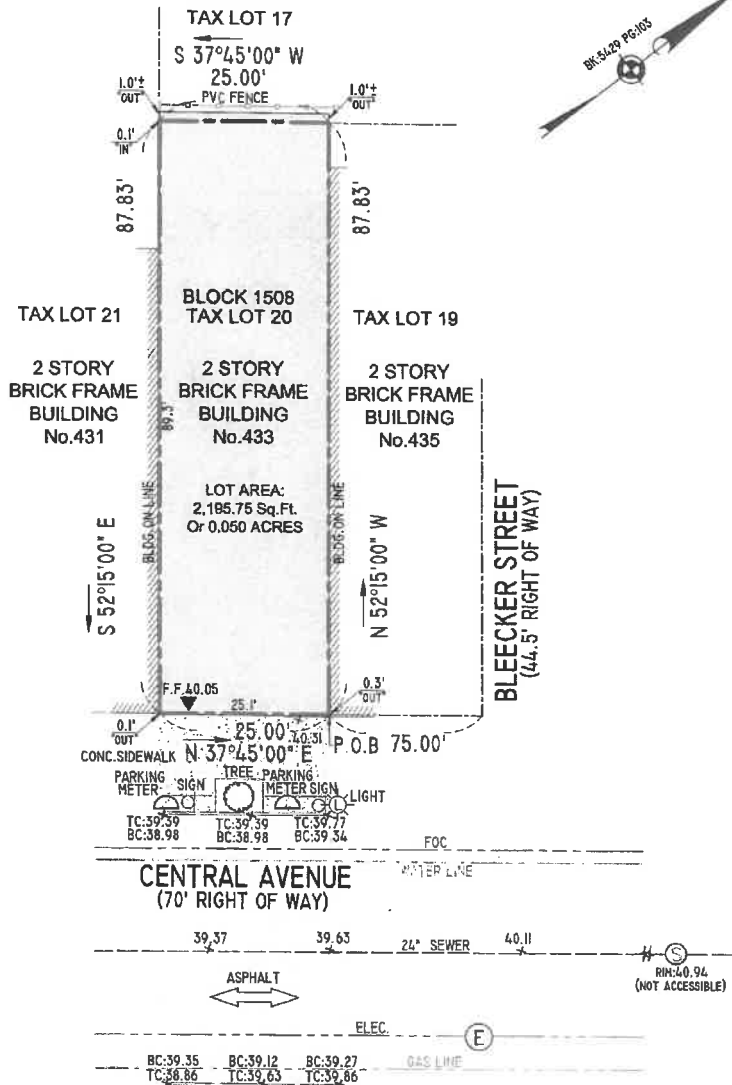 TAX LOT 17
S 37°45'00" W
25.00'
BK:5429 PG:103
1.0'±
OUT
PVC FENCE
1.0'±
OUT
0.1'
IN
87.83'
87.83'
TAX LOT 21
BLOCK 1508
TAX LOT 20
TAX LOT 19
2 STORY
BRICK FRAME
BUILDING
No.431
2 STORY
BRICK FRAME
BUILDING
No.433
2 STORY
BRICK FRAME
BUILDING
No.435
89.3'
LOT AREA:
2,195.75 Sq.Ft.
Or 0.050 ACRES
BLDG.ON LINE
BLDG.ON LINE
S 52°15'00" E
N 52°15'00" W
BLEECKER STREET
(44.5' RIGHT OF WAY)
F.F.40.05
25.1'
0.3'
OUT
0.1'
OUT
25.00'
40.31
P.O.B 75.00'
CONC.SIDEWALK
N 37°45'00" E
PARKING
METER
SIGN
TREE
PARKING
METER
SIGN
LIGHT
L
TC:39.39
BC:38.98
TC:39.39
BC:38.98
TC:39.77
BC:39.34
FOC
WATER LINE
CENTRAL AVENUE
(70' RIGHT OF WAY)
39.37
39.63
24" SEWER
40.11
S
RIM:40.94
(NOT ACCESSIBLE)
ASPHALT
ELEC.
E
BC:39.35
BC:39.12
BC:39.27
GAS LINE
TC:38.86
TC:39.63
TC:39.86